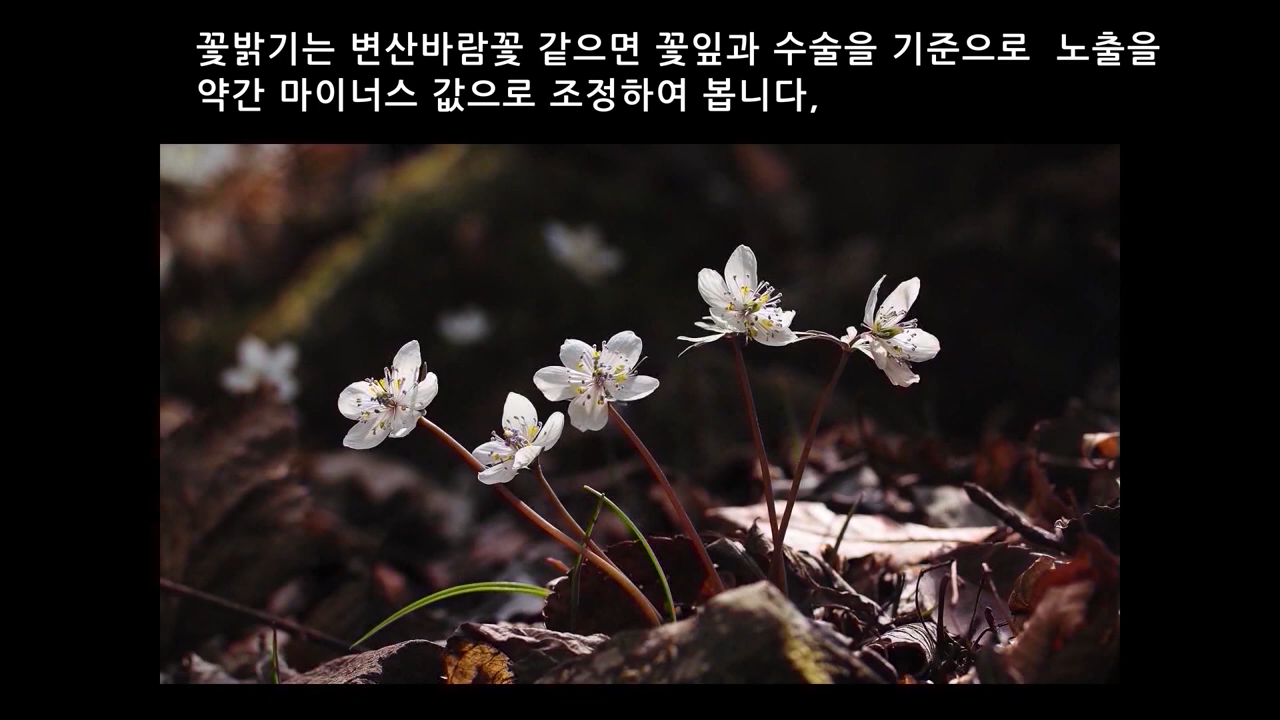 꽃밝기는 변산바람꽃 같으면 꽃잎과 수술을 기준으로 노출을
약간 마이너스 값으로 조정하여 봅니다,